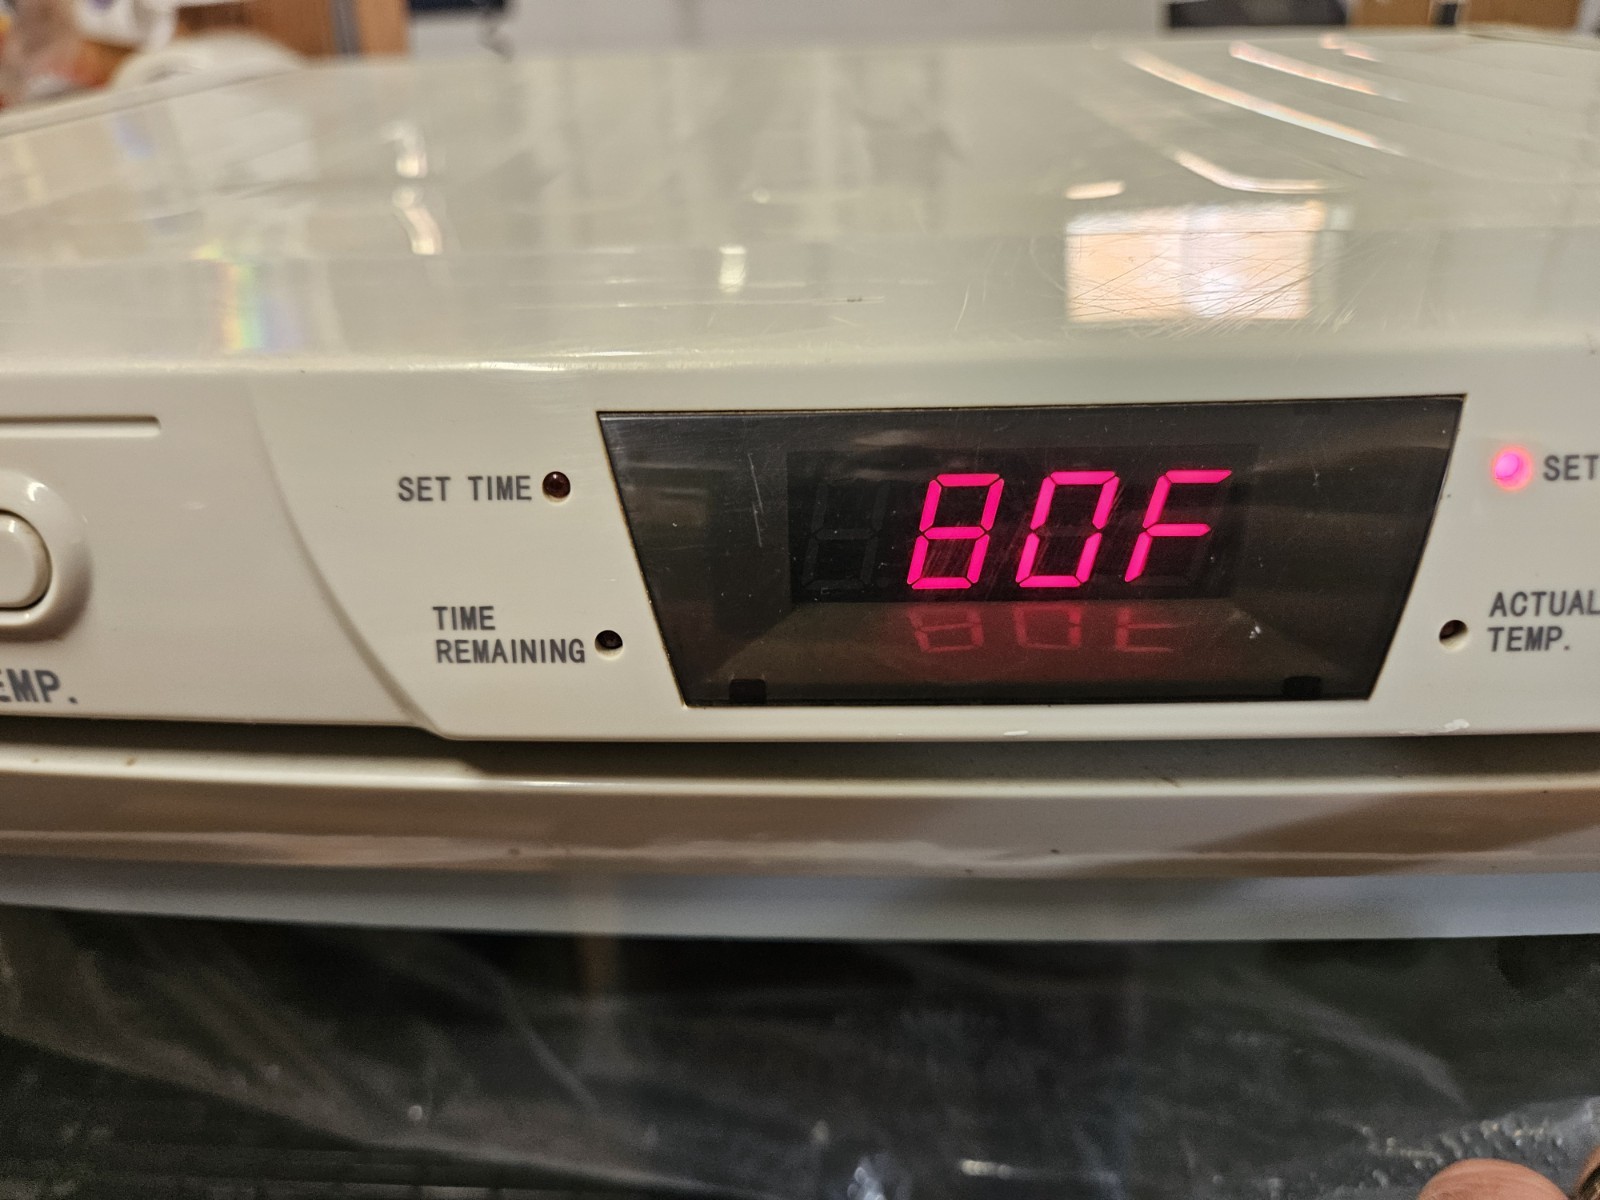 SET TIME
80F
SET
TIME
REMAINING
ACTUAL
TEMP.
EMP.